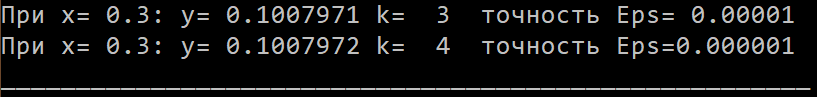 При x= 0.3: y= 0.1007971 k=  3  точность Eps= 0.00001
При x= 0.3: y= 0.1007972 k=  4  точность Eps=0.000001
______________________________________________________